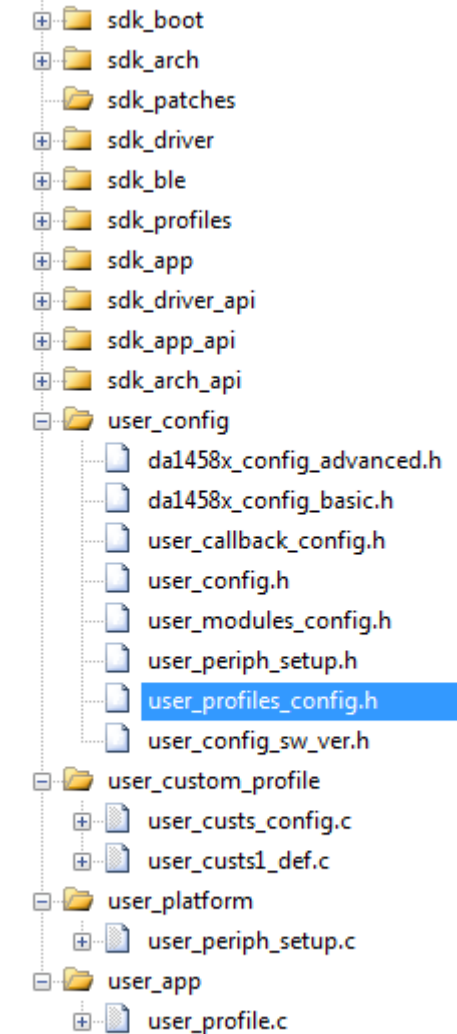 sdk_boot
sdk_arch
sdk_patches
sdk_driver
sdk_ble
sdk_profiles
sdk_app
sdk_driver_api
sdk_app_api
sdk_arch_api
user_config
da1458x_config_advanced.h
da1458x_config_basic.h
user_callback_config.h
user_config.h
user_modules_config.h
user_periph_setup.h
user_profiles_config.h
user_config_sw_ver.h
user_custom_profile
user_custs_config.c
user_custs1_def.c
user_platform
user_periph_setup.c
user_app
user_profile.c